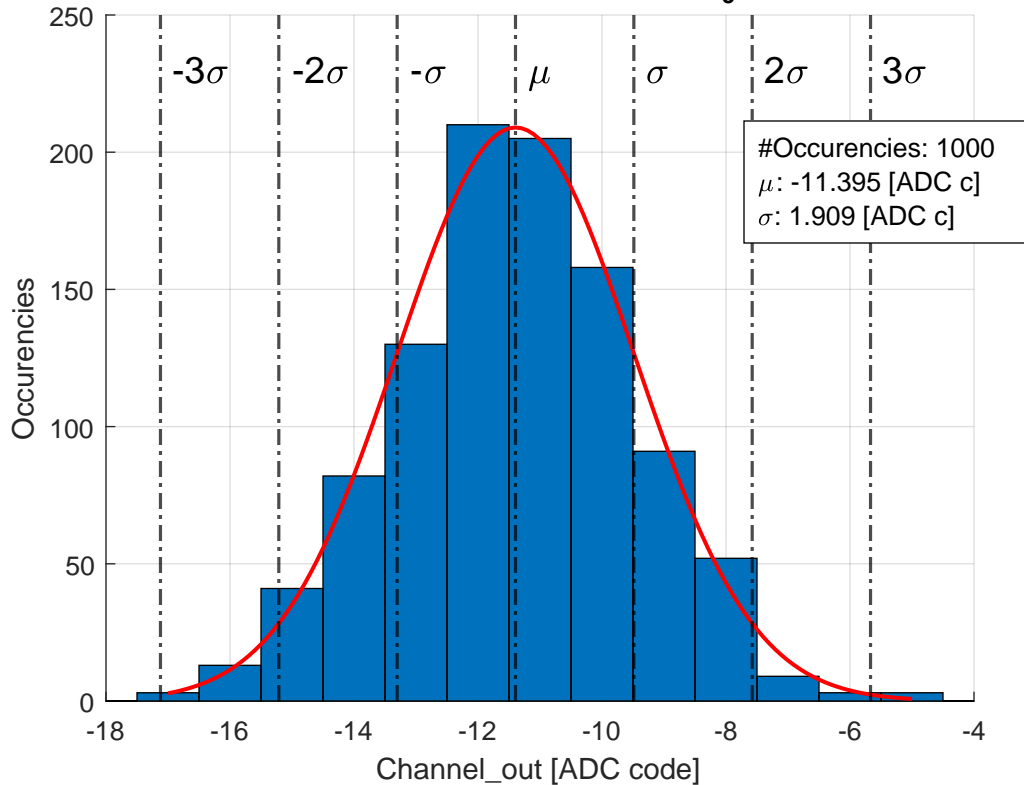 250
200
150
100
50
0
-3σ
-2σ
-σ
μ
σ
2σ
3σ
#Occurencies: 1000
μ: -11.395 [ADC c]
σ: 1.909 [ADC c]
Occurencies
-18
-16
-14
-12
-10
-8
-6
-4
Channel_out [ADC code]